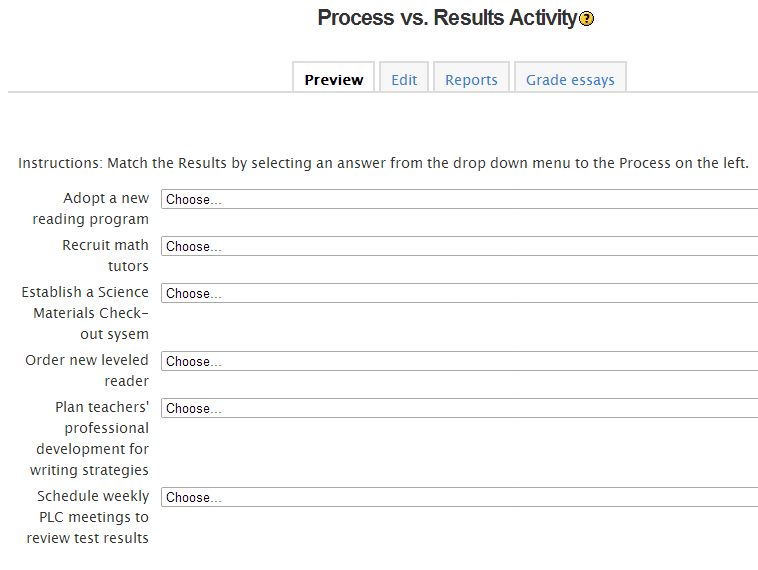 Process vs. Results Activity?
Preview
Edit
Reports
Grade essays
Instructions: Match the Results by selecting an answer from the drop down menu to the Process on the left.
Adopt a new
reading program
Choose...
Recruit math
tutors
Choose...
Establish a Science
Materials Check-
out sysem
Choose...
Order new leveled
reader
Choose...
Plan teachers'
professional
development for
writing strategies
Choose...
Schedule weekly
PLC meetings to
review test results
Choose...